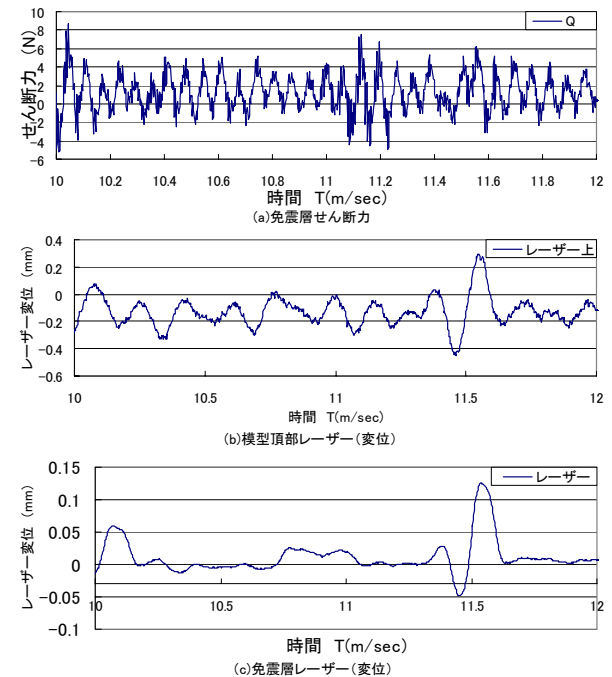 せん断力 (N)
10
8
6
4
2
0
-2
-4
-6
Q
10 10.2 10.4 10.6 10.8 11 11.2 11.4 11.6 11.8 12
時間 T(m/sec)
(a)免震層せん断力
レーザー変位 (mm)
0.4
0.2
0
-0.2
-0.4
-0.6
レーザー上
10 10.5 11 11.5 12
時間 T(m/sec)
(b)模型頂部レーザー(変位)
レーザー変位 (mm)
0.15
0.1
0.05
0
-0.05
-0.1
レーザー
10 10.5 11 11.5 12
時間 T(m/sec)
(c)免震層レーザー(変位)